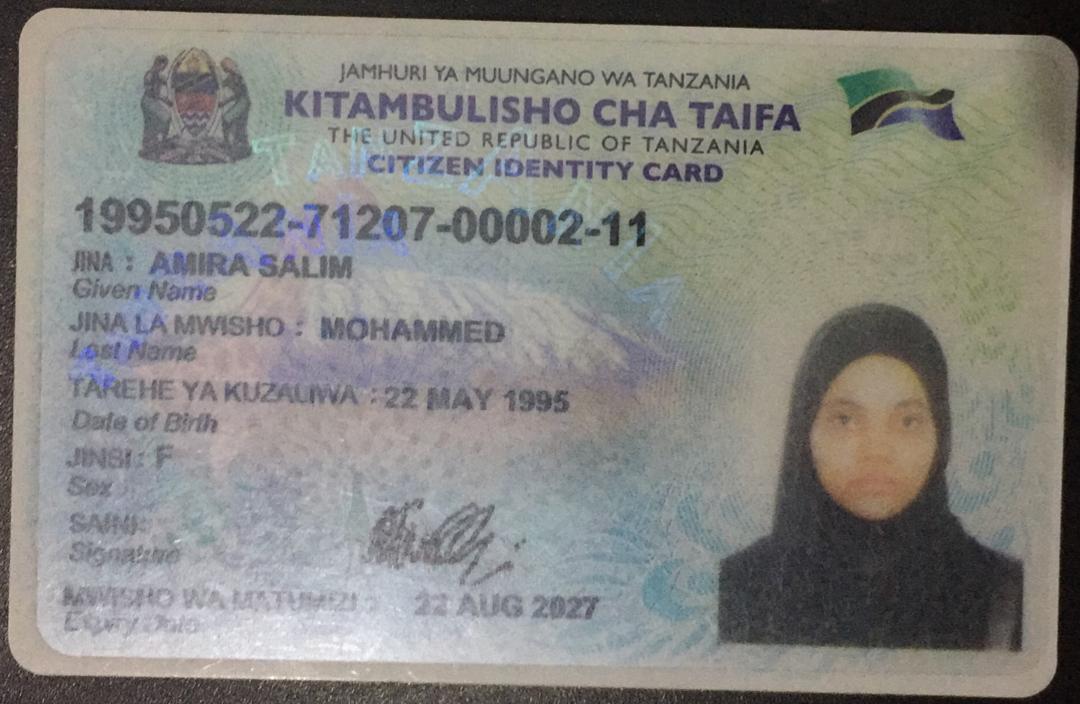 JAMHURI YA MUUNGANO WA TANZANIA
KITAMBULISHO CHA TAIFA
THE UNITED REPUBLIC OF TANZANIA
CITIZEN IDENTITY CARD
19950522-71207-00002-11
JINA : AMIRA SALIM
Given Name
JINA LA MWISHO : MOHAMMED
Last Name
TAREHE YA KUZALIWA : 22 MAY 1995
Date of Birth
JINSI : F
Sex
SAINI:
Signature
MWISHO WA MATUMIZI : 22 AUG 2027
Expiry Date